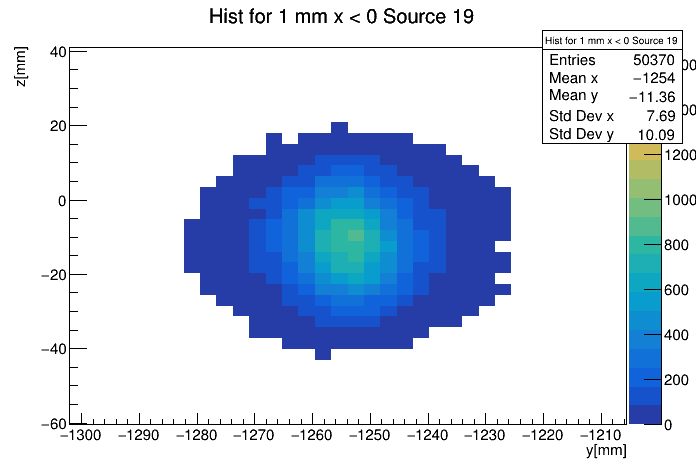 Hist for 1 mm x < 0 Source 19
Hist for 1 mm x < 0 Source 19
Entries 50370
Mean x −1254
Mean y −11.36
Std Dev x 7.69
Std Dev y 10.09
z[mm]
40
20
0
−20
−40
−60
−1300 −1290 −1280 −1270 −1260 −1250 −1240 −1230 −1220 −1210
y[mm]
1200
1000
800
600
400
200
0